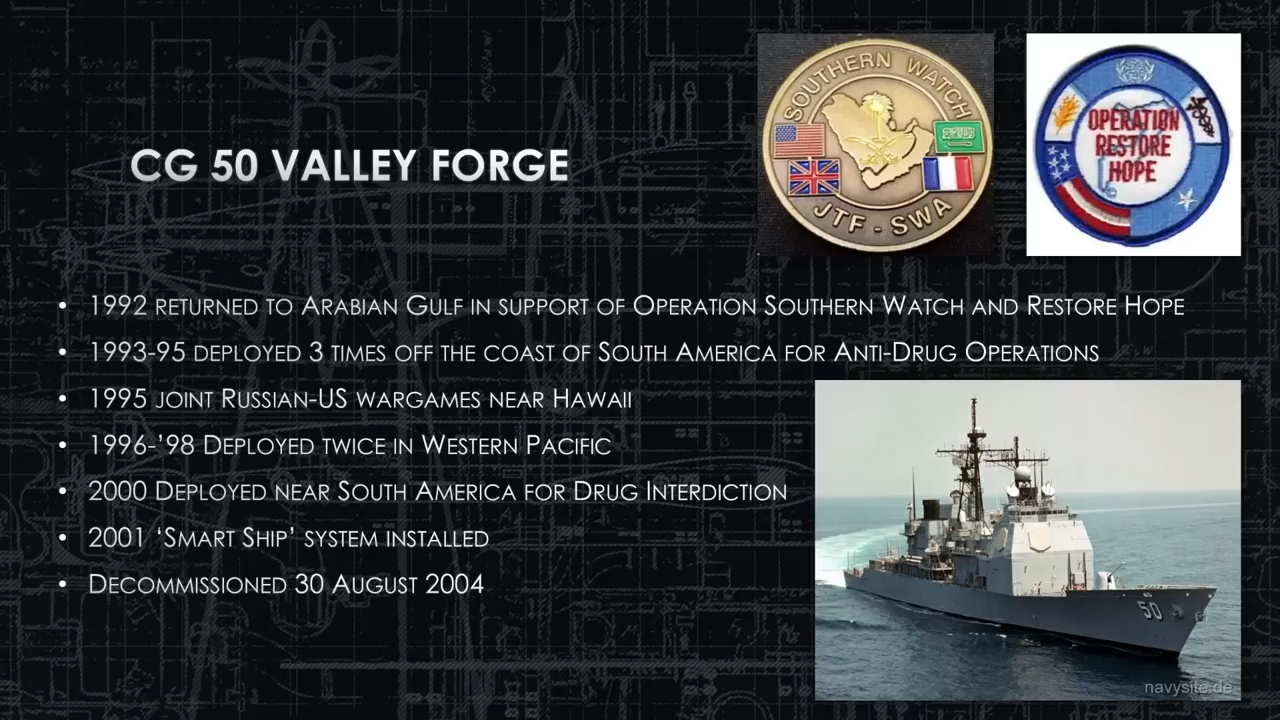 SOUTHERN WATCH
JTF - SWA
OPERATION
RESTORE
HOPE
CG 50 VALLEY FORGE
• 1992 RETURNED TO ARABIAN GULF IN SUPPORT OF OPERATION SOUTHERN WATCH AND RESTORE HOPE
• 1993-95 DEPLOYED 3 TIMES OFF THE COAST OF SOUTH AMERICA FOR ANTI-DRUG OPERATIONS
• 1995 JOINT RUSSIAN-US WARGAMES NEAR HAWAII
• 1996-’98 DEPLOYED TWICE IN WESTERN PACIFIC
• 2000 DEPLOYED NEAR SOUTH AMERICA FOR DRUG INTERDICTION
• 2001 ‘SMART SHIP’ SYSTEM INSTALLED
• DECOMMISSIONED 30 AUGUST 2004
50
navysite.de